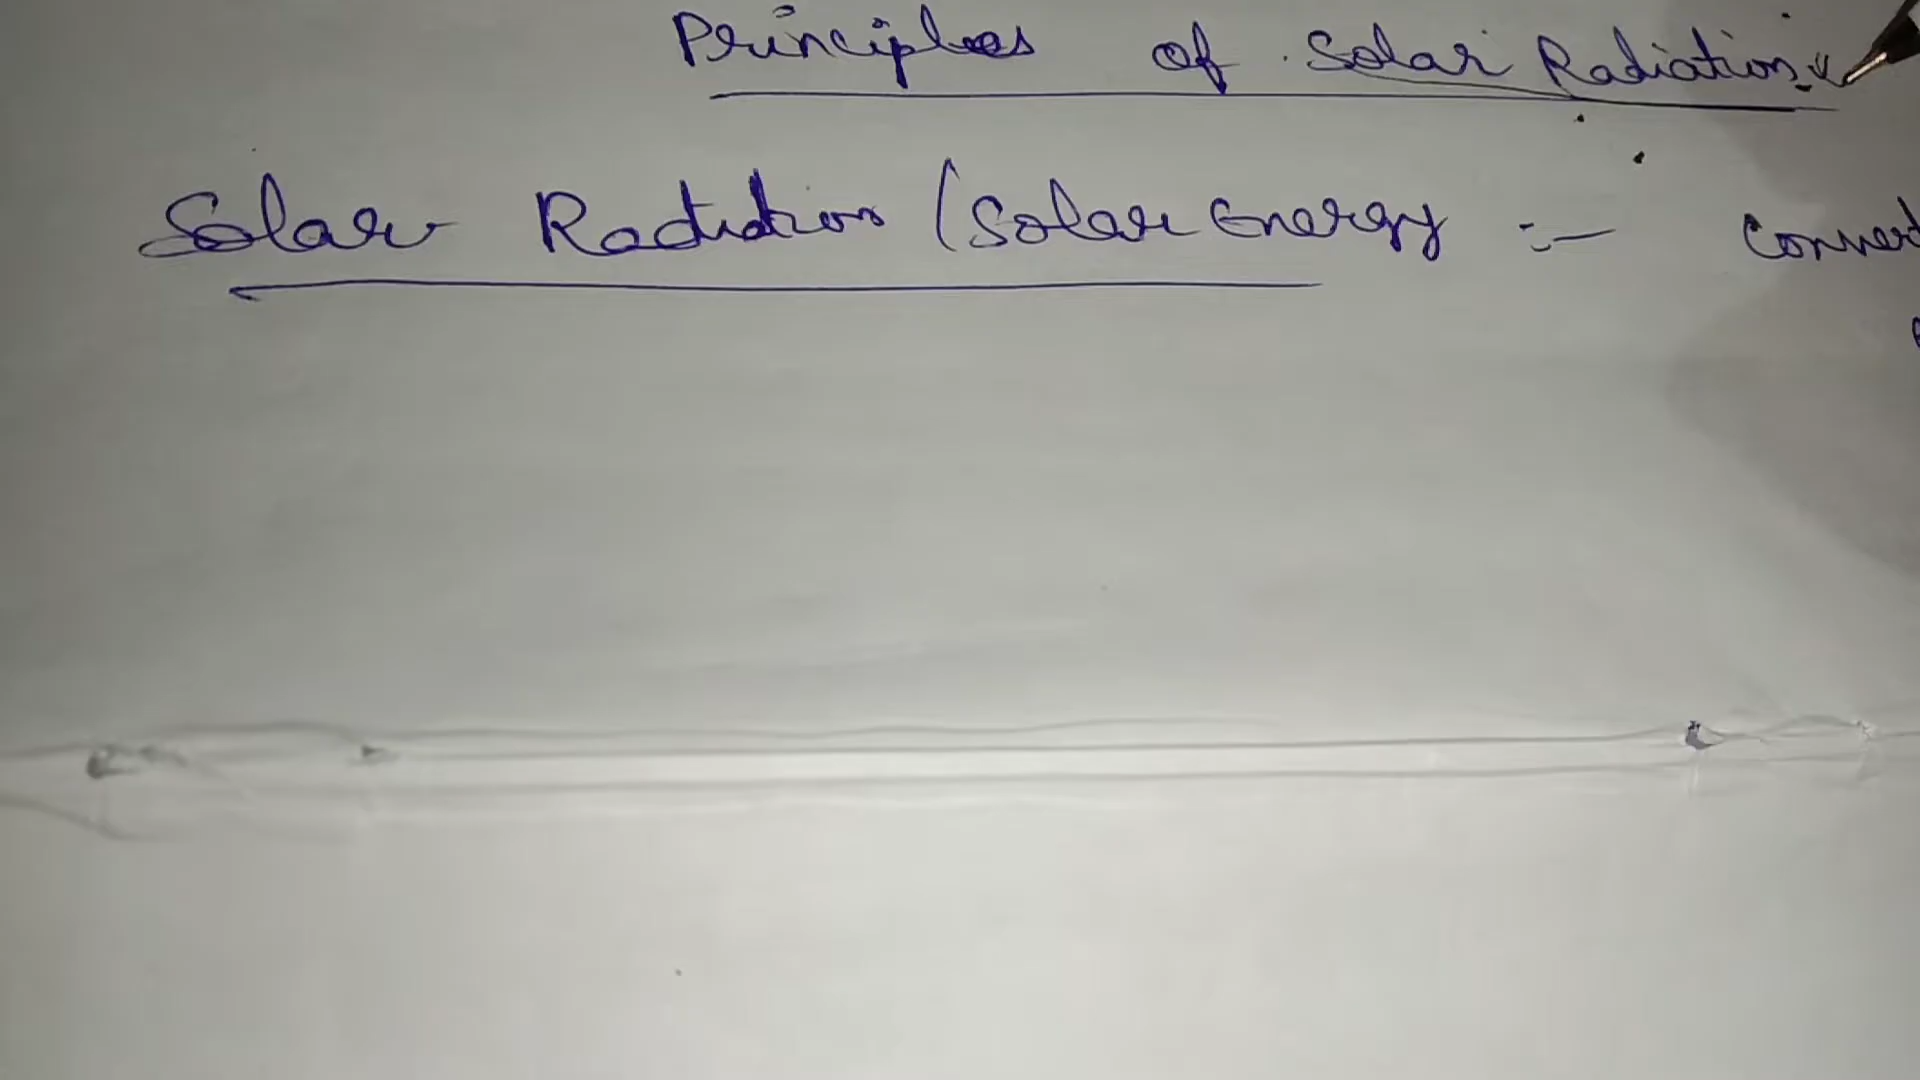 Principles of Solar Radiation
Solar Radiation (Solar Energy :-